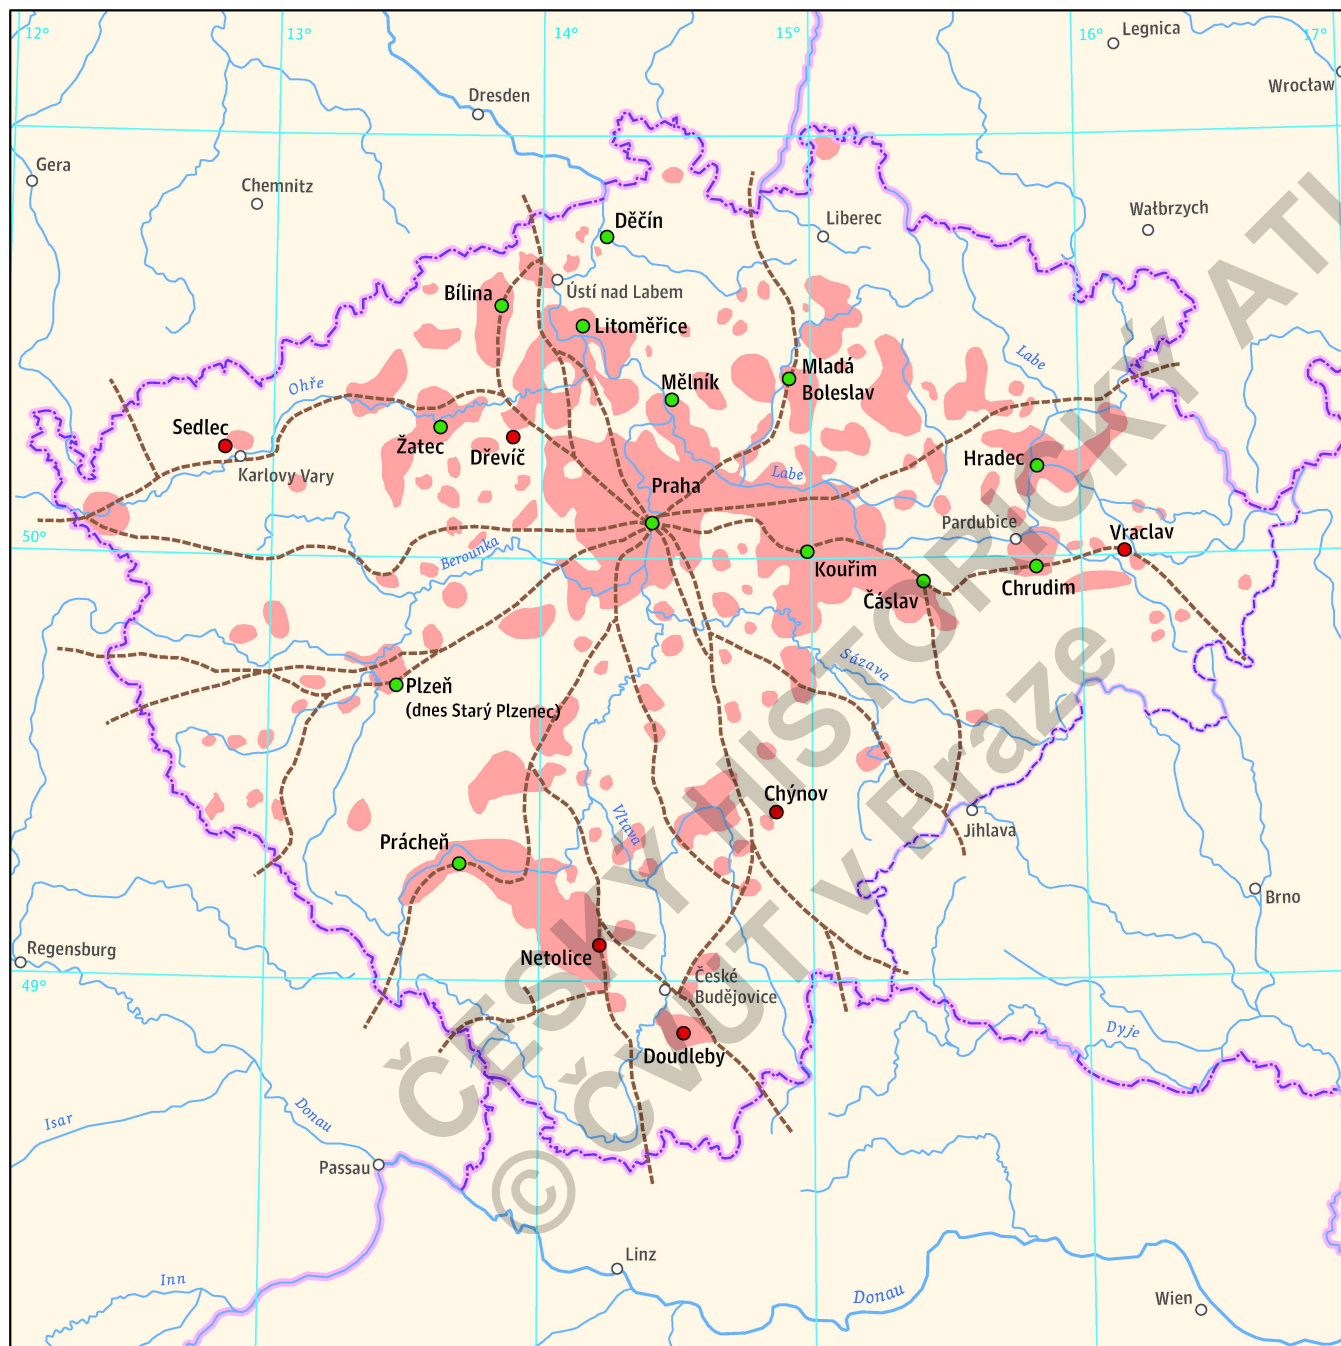 12°
13°
14°
15°
16°
17°
Legnica
Wrocław
Dresden
Gera
Chemnitz
Děčín
Liberec
Wałbrzych
Bílina
Ústí nad Labem
Litoměřice
Labe
Mladá
Boleslav
Ohře
Mělník
Sedlec
Žatec
Dřevíč
Karlovy Vary
Hradec
Labe
Praha
Pardubice
Vraclav
50°
Berounka
Kouřim
Čáslav
Chrudim
Sázava
Plzeň
(dnes Starý Plzenec)
Chýnov
Vltava
Jihlava
Prácheň
Brno
Regensburg
Netolice
České
Budějovice
49°
Doudleby
Dyje
Isar
Donau
Passau
Linz
Inn
Donau
Wien
ČESKÝ HISTORICKÝ ATL
© ČVUT v Praze